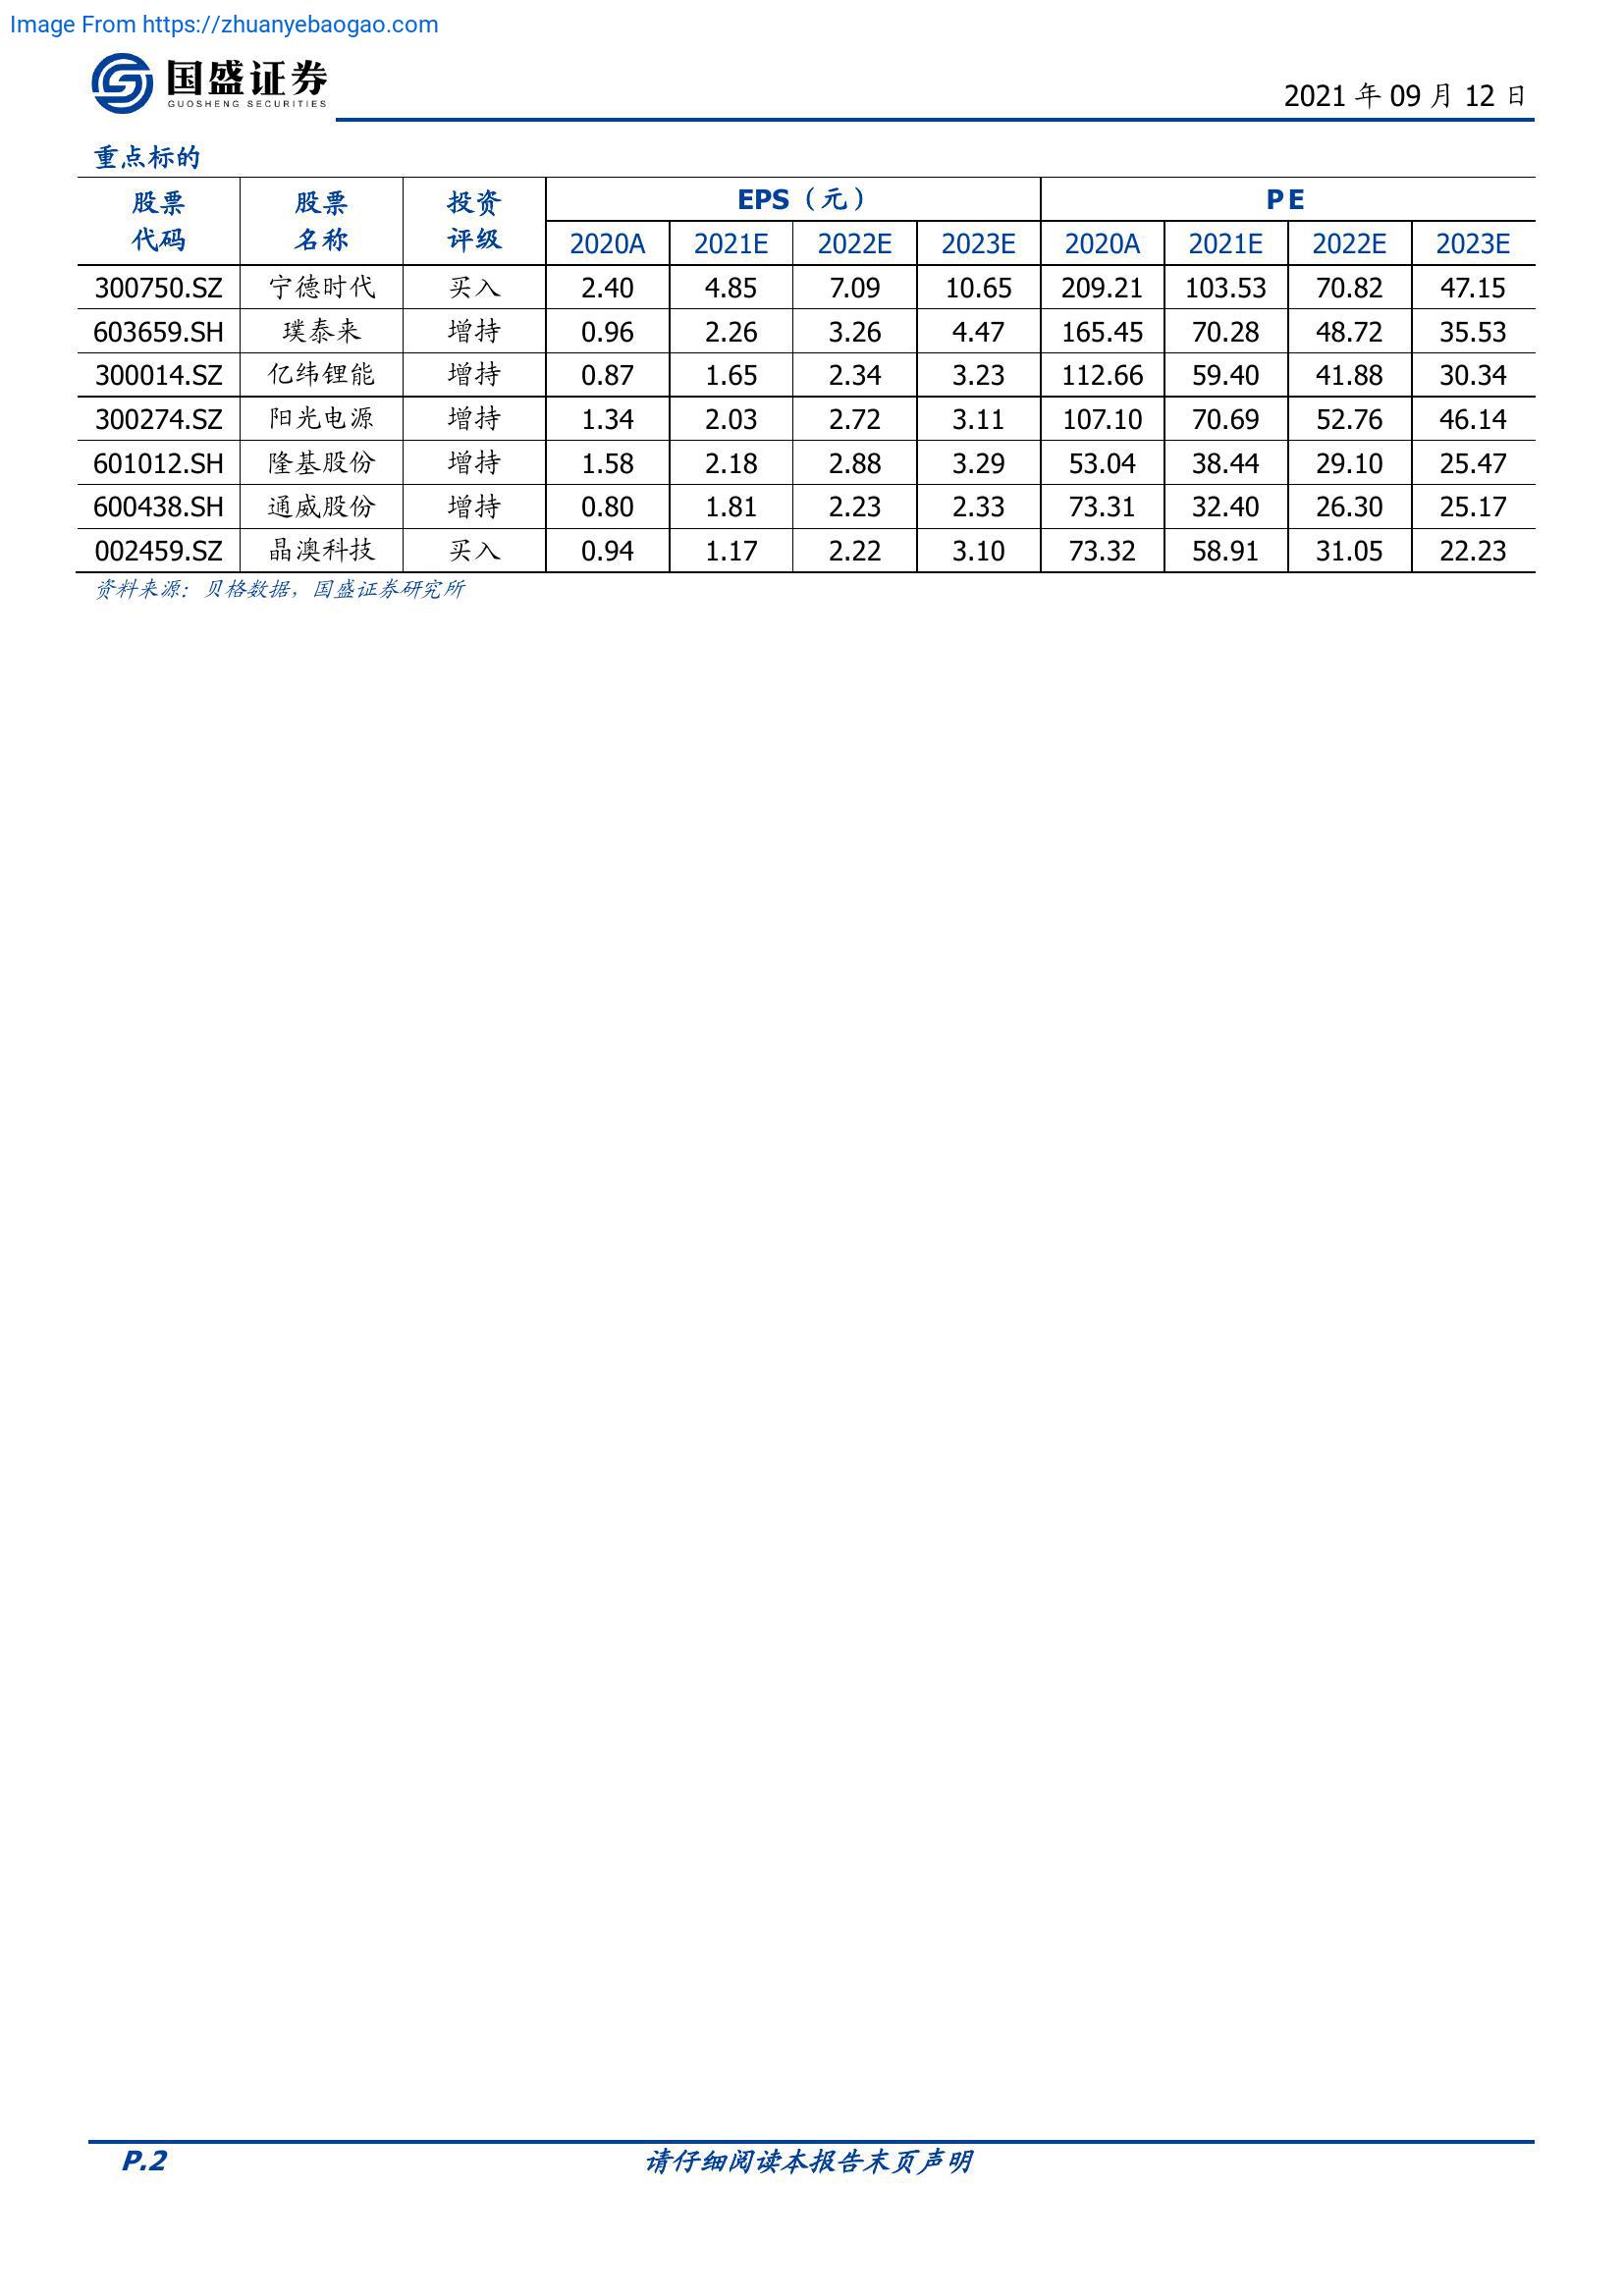 Image From https://zhuanyebaogao.com
国盛证券
GUOSHENG SECURITIES
2021 年 09 月 12 日
重点标的
股票代码 股票名称 投资评级 EPS（元） PE
2020A 2021E 2022E 2023E 2020A 2021E 2022E 2023E
300750.SZ 宁德时代 买入 2.40 4.85 7.09 10.65 209.21 103.53 70.82 47.15
603659.SH 璞泰来 增持 0.96 2.26 3.26 4.47 165.45 70.28 48.72 35.53
300014.SZ 亿纬锂能 增持 0.87 1.65 2.34 3.23 112.66 59.40 41.88 30.34
300274.SZ 阳光电源 增持 1.34 2.03 2.72 3.11 107.10 70.69 52.76 46.14
601012.SH 隆基股份 增持 1.58 2.18 2.88 3.29 53.04 38.44 29.10 25.47
600438.SH 通威股份 增持 0.80 1.81 2.23 2.33 73.31 32.40 26.30 25.17
002459.SZ 晶澳科技 买入 0.94 1.17 2.22 3.10 73.32 58.91 31.05 22.23
资料来源：贝格数据，国盛证券研究所
P.2 请仔细阅读本报告末页声明